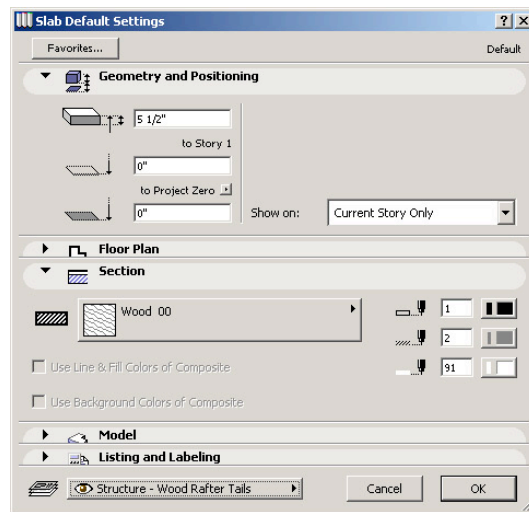 Slab Default Settings
Favorites...
Default
Geometry and Positioning
5 1/2"
to Story 1
0"
to Project Zero
0"
Show on:
Current Story Only
Floor Plan
Section
Wood 00
1
2
91
Use Line & Fill Colors of Composite
Use Background Colors of Composite
Model
Listing and Labeling
Structure - Wood Rafter Tails
Cancel
OK